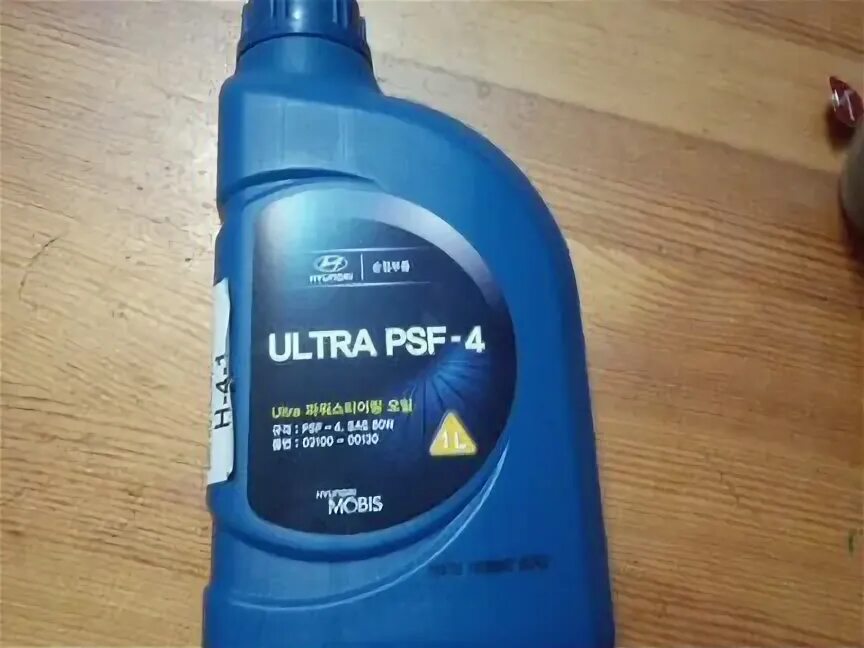 HYUNDAI 순정부품
ULTRA PSF-4
Ultra 파워스티어링 오일
규격 : PSF - 4, SAE 80W
품번 : 03100 - 00130
1L
HYUNDAI
MOBIS
H-4-1